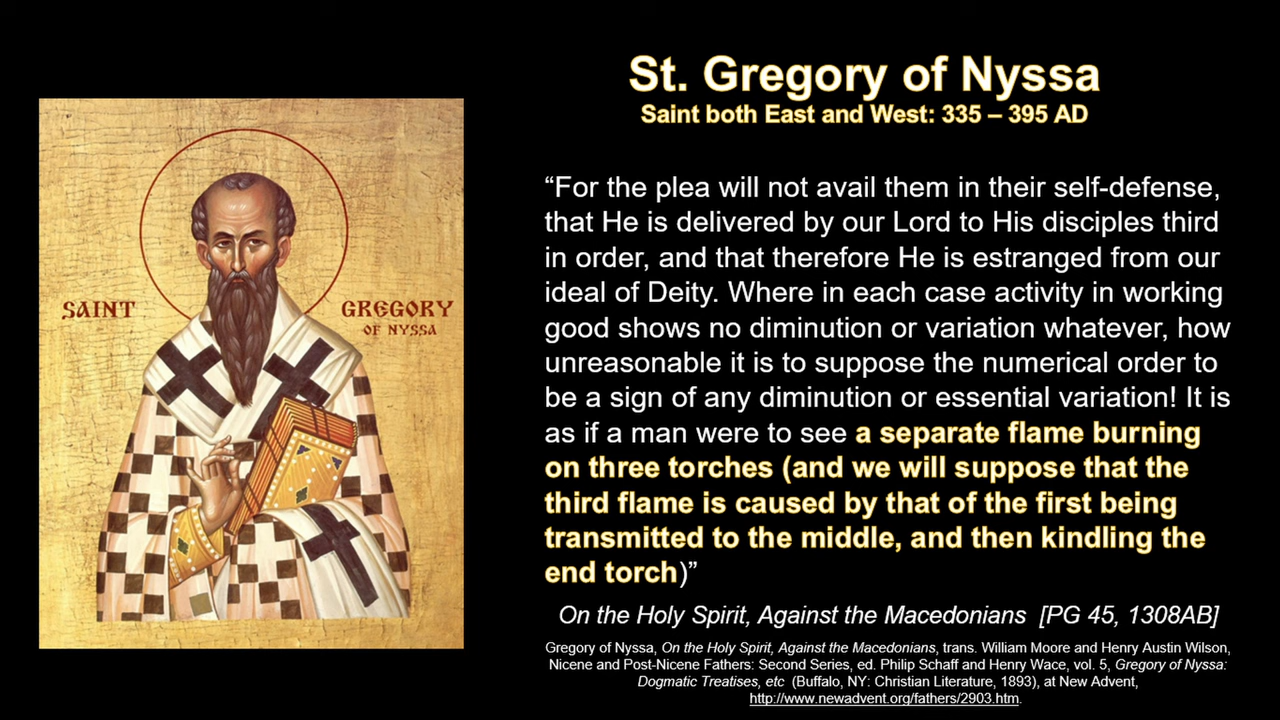 St. Gregory of Nyssa
Saint both East and West: 335 – 395 AD
SAINT
GREGORY
OF NYSSA
“For the plea will not avail them in their self-defense,
that He is delivered by our Lord to His disciples third
in order, and that therefore He is estranged from our
ideal of Deity. Where in each case activity in working
good shows no diminution or variation whatever, how
unreasonable it is to suppose the numerical order to
be a sign of any diminution or essential variation! It is
as if a man were to see a separate flame burning
on three torches (and we will suppose that the
third flame is caused by that of the first being
transmitted to the middle, and then kindling the
end torch)”
On the Holy Spirit, Against the Macedonians [PG 45, 1308AB]
Gregory of Nyssa, On the Holy Spirit, Against the Macedonians, trans. William Moore and Henry Austin Wilson,
Nicene and Post-Nicene Fathers: Second Series, ed. Philip Schaff and Henry Wace, vol. 5, Gregory of Nyssa:
Dogmatic Treatises, etc (Buffalo, NY: Christian Literature, 1893), at New Advent,
http://www.newadvent.org/fathers/2903.htm.